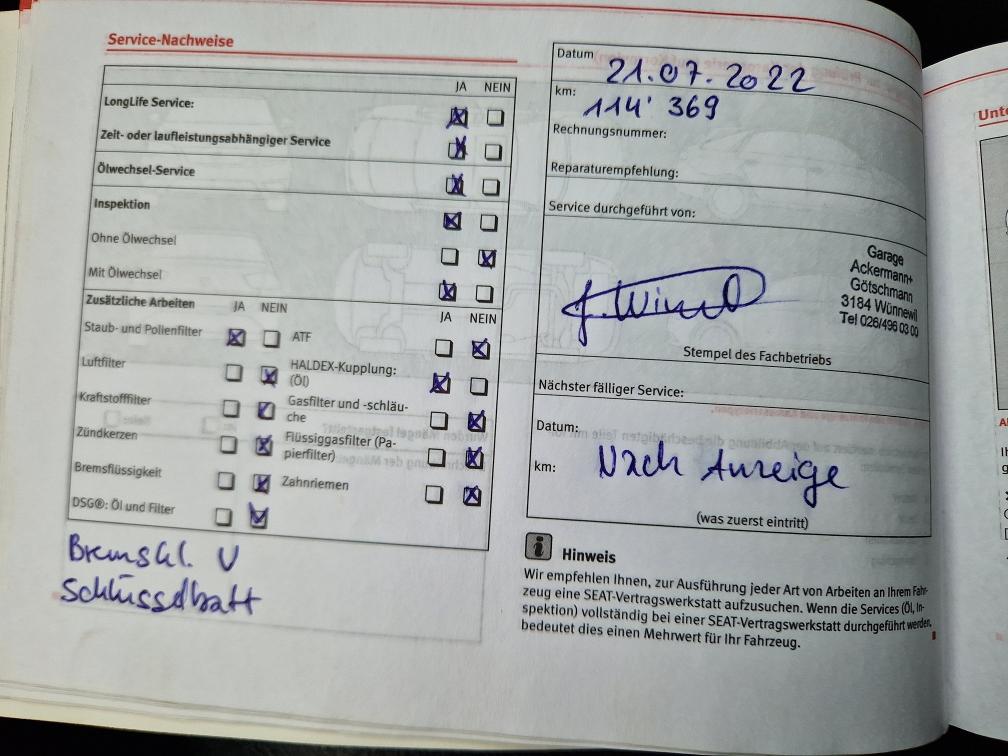 Service-Nachweise
JA NEIN
LongLife Service:
Zeit- oder laufleistungsabhängiger Service
Ölwechsel-Service
Inspektion
Ohne Ölwechsel
Mit Ölwechsel
Zusätzliche Arbeiten JA NEIN JA NEIN
Staub- und Pollenfilter
Luftfilter
Kraftstofffilter
Zündkerzen
Bremsflüssigkeit
DSG®: Öl und Filter
ATF
HALDEX-Kupplung:
(Öl)
Gasfilter und -schläu-
che
Flüssiggasfilter (Pa-
pierfilter)
Zahnriemen
Bremskl. V
Schlüsselbatt
Datum 21.07.2022
km: 114' 369
Rechnungsnummer:
Reparaturempfehlung:
Service durchgeführt von:
Garage
Ackermann+
Götschmann
3184 Wünnewil
Tel 026/496 03 00
Stempel des Fachbetriebs
Nächster fälliger Service:
Datum:
km: Nach Anzeige
(was zuerst eintritt)
Hinweis
Wir empfehlen Ihnen, zur Ausführung jeder Art von Arbeiten an Ihrem Fahr-
zeug eine SEAT-Vertragswerkstatt aufzusuchen. Wenn die Services (Öl, In-
spektion) vollständig bei einer SEAT-Vertragswerkstatt durchgeführt werden,
bedeutet dies einen Mehrwert für Ihr Fahrzeug.
Unte